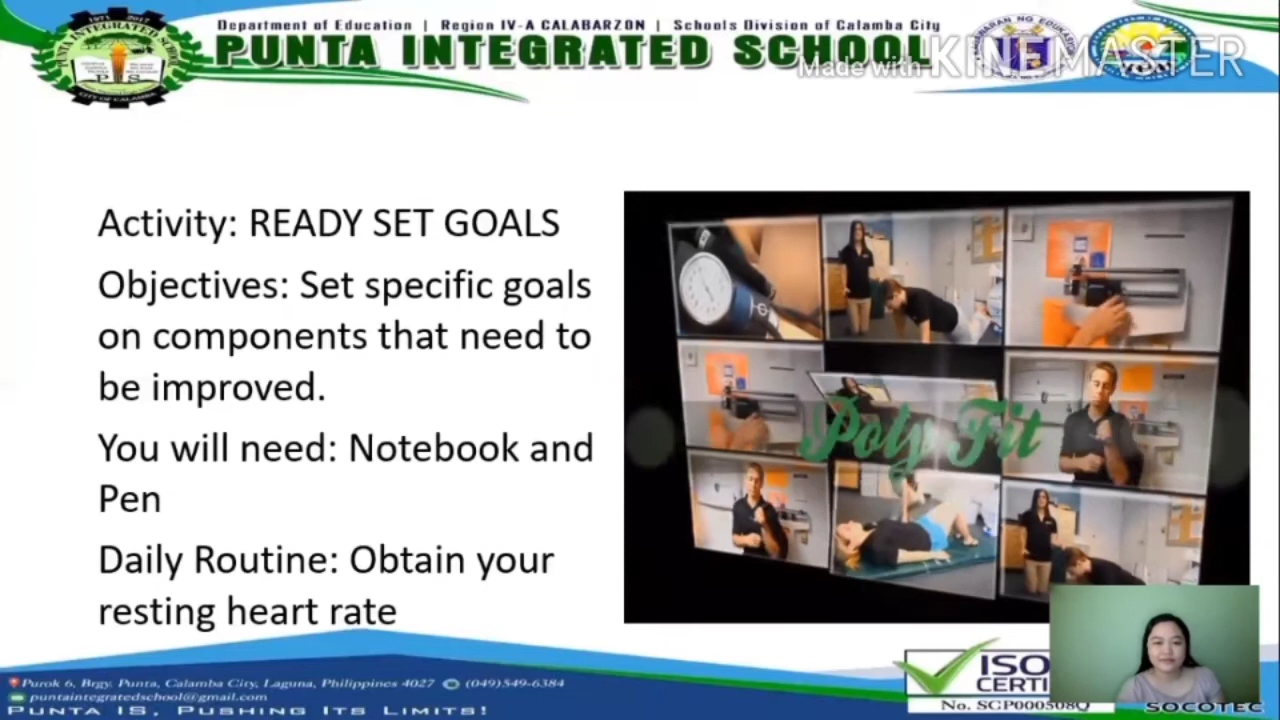 Department of Education | Region IV-A CALABARZON | Schools Division of Calamba City
PUNTA INTEGRATED SCHOOL
Made with KINEMASTER
Activity: READY SET GOALS
Objectives: Set specific goals
on components that need to
be improved.
You will need: Notebook and
Pen
Daily Routine: Obtain your
resting heart rate
Poly Fit
Purok 6, Brgy. Punta, Calamba City, Laguna, Philippines 4027 (049)549-6384
puntaintegratedschool@gmail.com
PUNTA IS, PUSHING ITS LIMITS!
ISO
CERTI
No. SCP000508Q
SOCOTEC